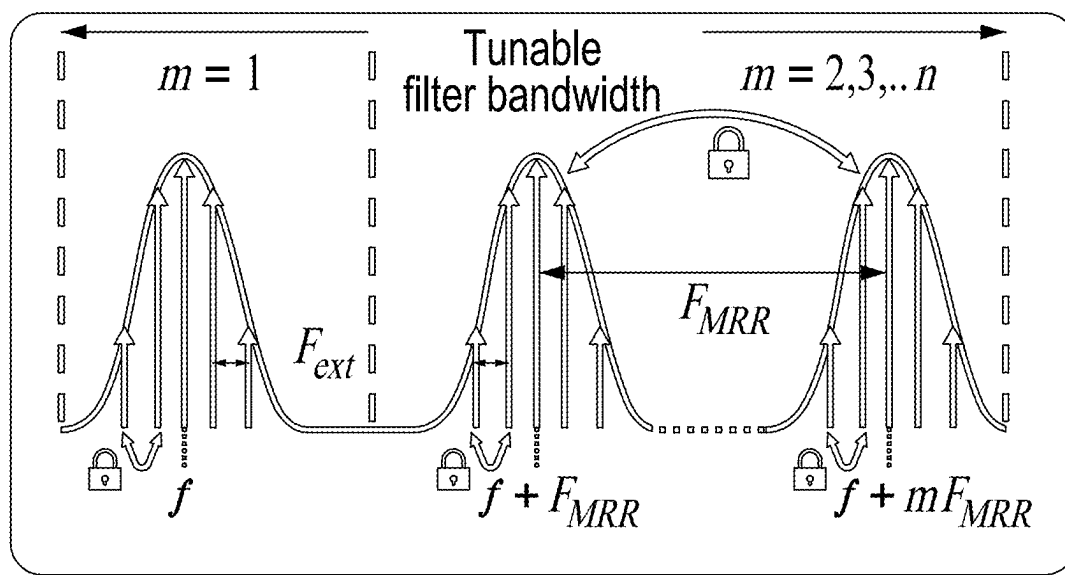 Tunable
filter bandwidth
m = 1
m = 2,3,..n
F_MRR
F_ext
f
f + F_MRR
f + mF_MRR